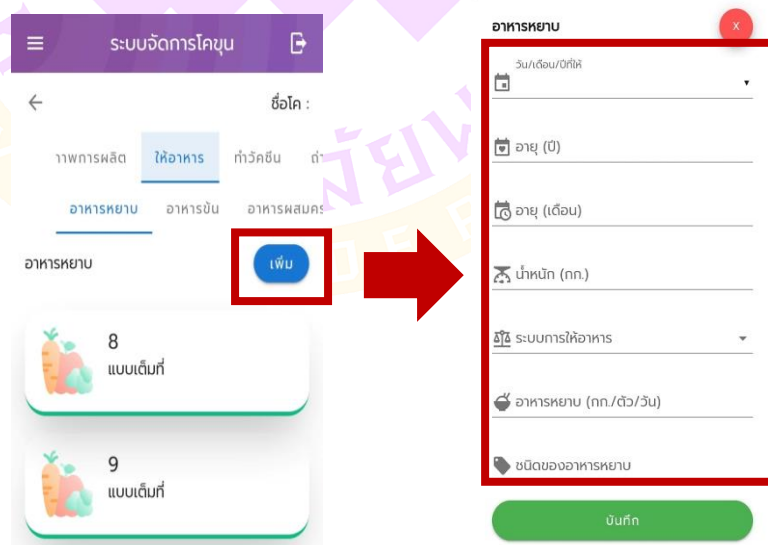 ระบบจัดการโคขุน
ชื่อโค :
าาพการผลิต ให้อาหาร ทำวัคซีน ถ่
อาหารหยาบ อาหารข้น อาหารผสมคร
อาหารหยาบ เพิ่ม
8
แบบเต็มที่
9
แบบเต็มที่
อาหารหยาบ X
วัน/เดือน/ปีที่ให้
อายุ (ปี)
อายุ (เดือน)
น้ำหนัก (กก.)
ระบบการให้อาหาร
อาหารหยาบ (กก./ตัว/วัน)
ชนิดของอาหารหยาบ
บันทึก